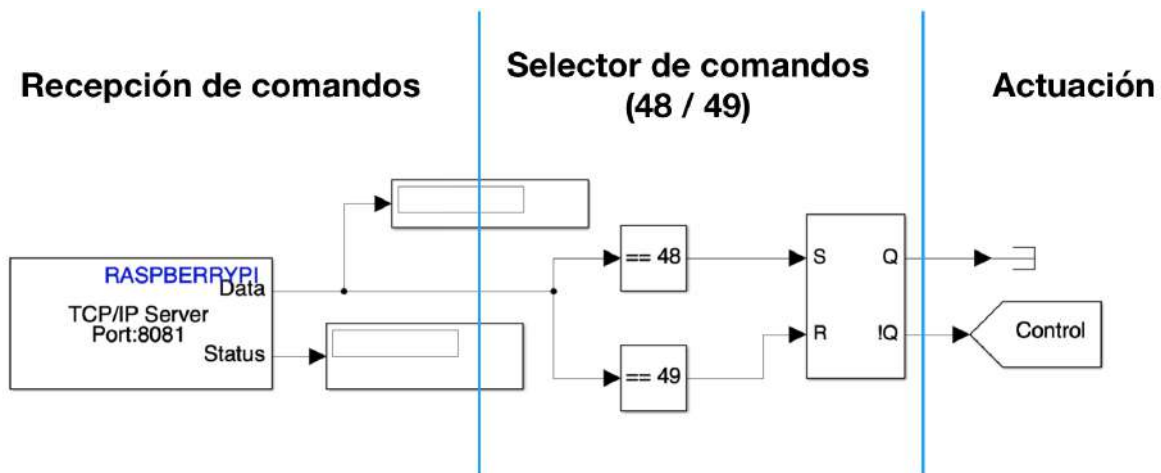 Recepción de comandos
Selector de comandos
(48 / 49)
Actuación
RASPBERRYPI
Data
TCP/IP Server
Port:8081
Status
== 48
== 49
S
Q
R
!Q
Control